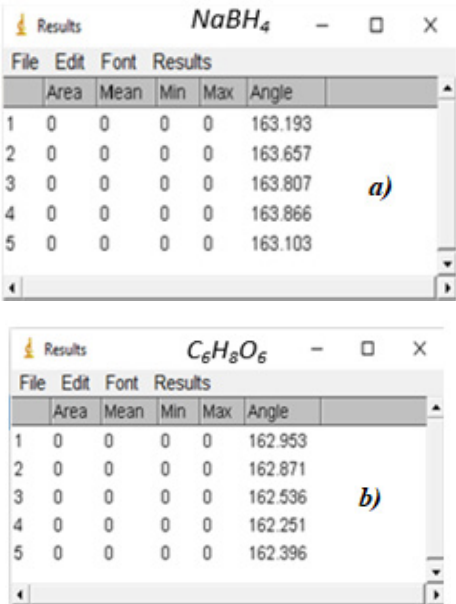 Results NaBH₄
File Edit Font Results
Area Mean Min Max Angle
1 0 0 0 0 163.193
2 0 0 0 0 163.657
3 0 0 0 0 163.807
4 0 0 0 0 163.866
5 0 0 0 0 163.103
a)
Results C₆H₈O₆
File Edit Font Results
Area Mean Min Max Angle
1 0 0 0 0 162.953
2 0 0 0 0 162.871
3 0 0 0 0 162.536
4 0 0 0 0 162.251
5 0 0 0 0 162.396
b)